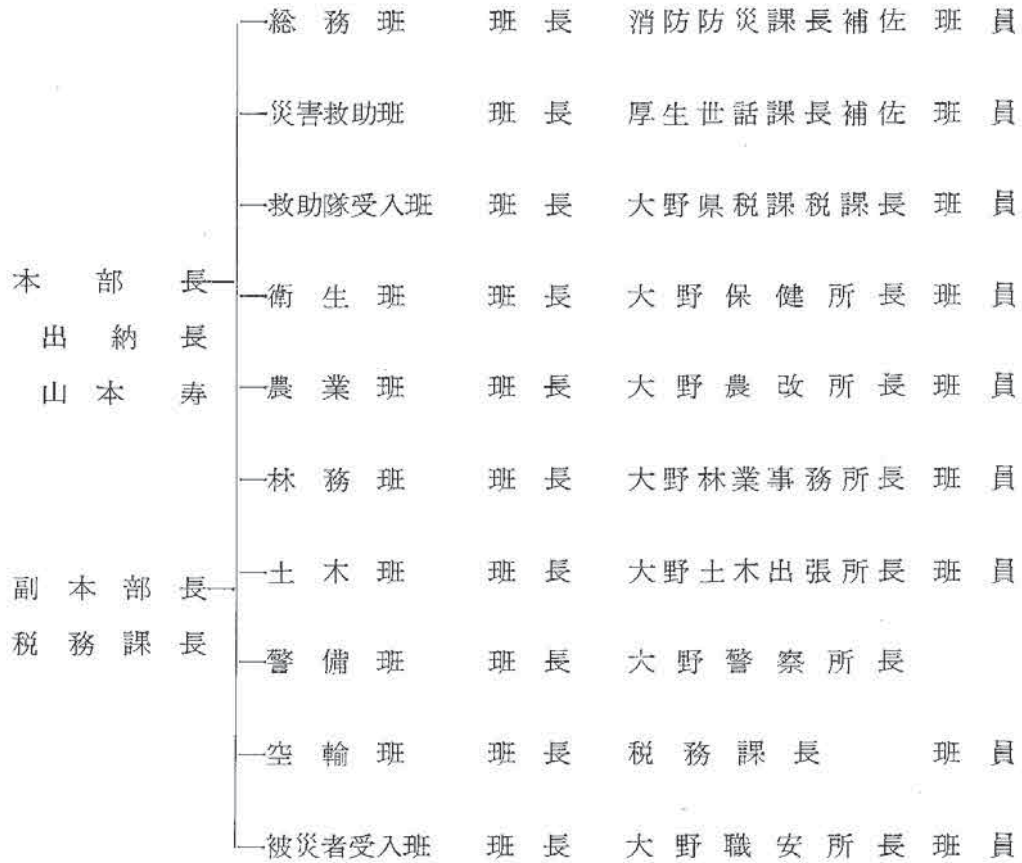 総務班 班長 消防防災課長補佐 班員
災害救助班 班長 厚生世話課長補佐 班員
救助隊受入班 班長 大野県税課税課長 班員
本部長
衛生班 班長 大野保健所長 班員
出納長
山本寿
農業班 班長 大野農改所長 班員
林務班 班長 大野林業事務所長 班員
土木班 班長 大野土木出張所長 班員
副本部長
税務課長
警備班 班長 大野警察所長
空輸班 班長 税務課長 班員
被災者受入班 班長 大野職安所長 班員